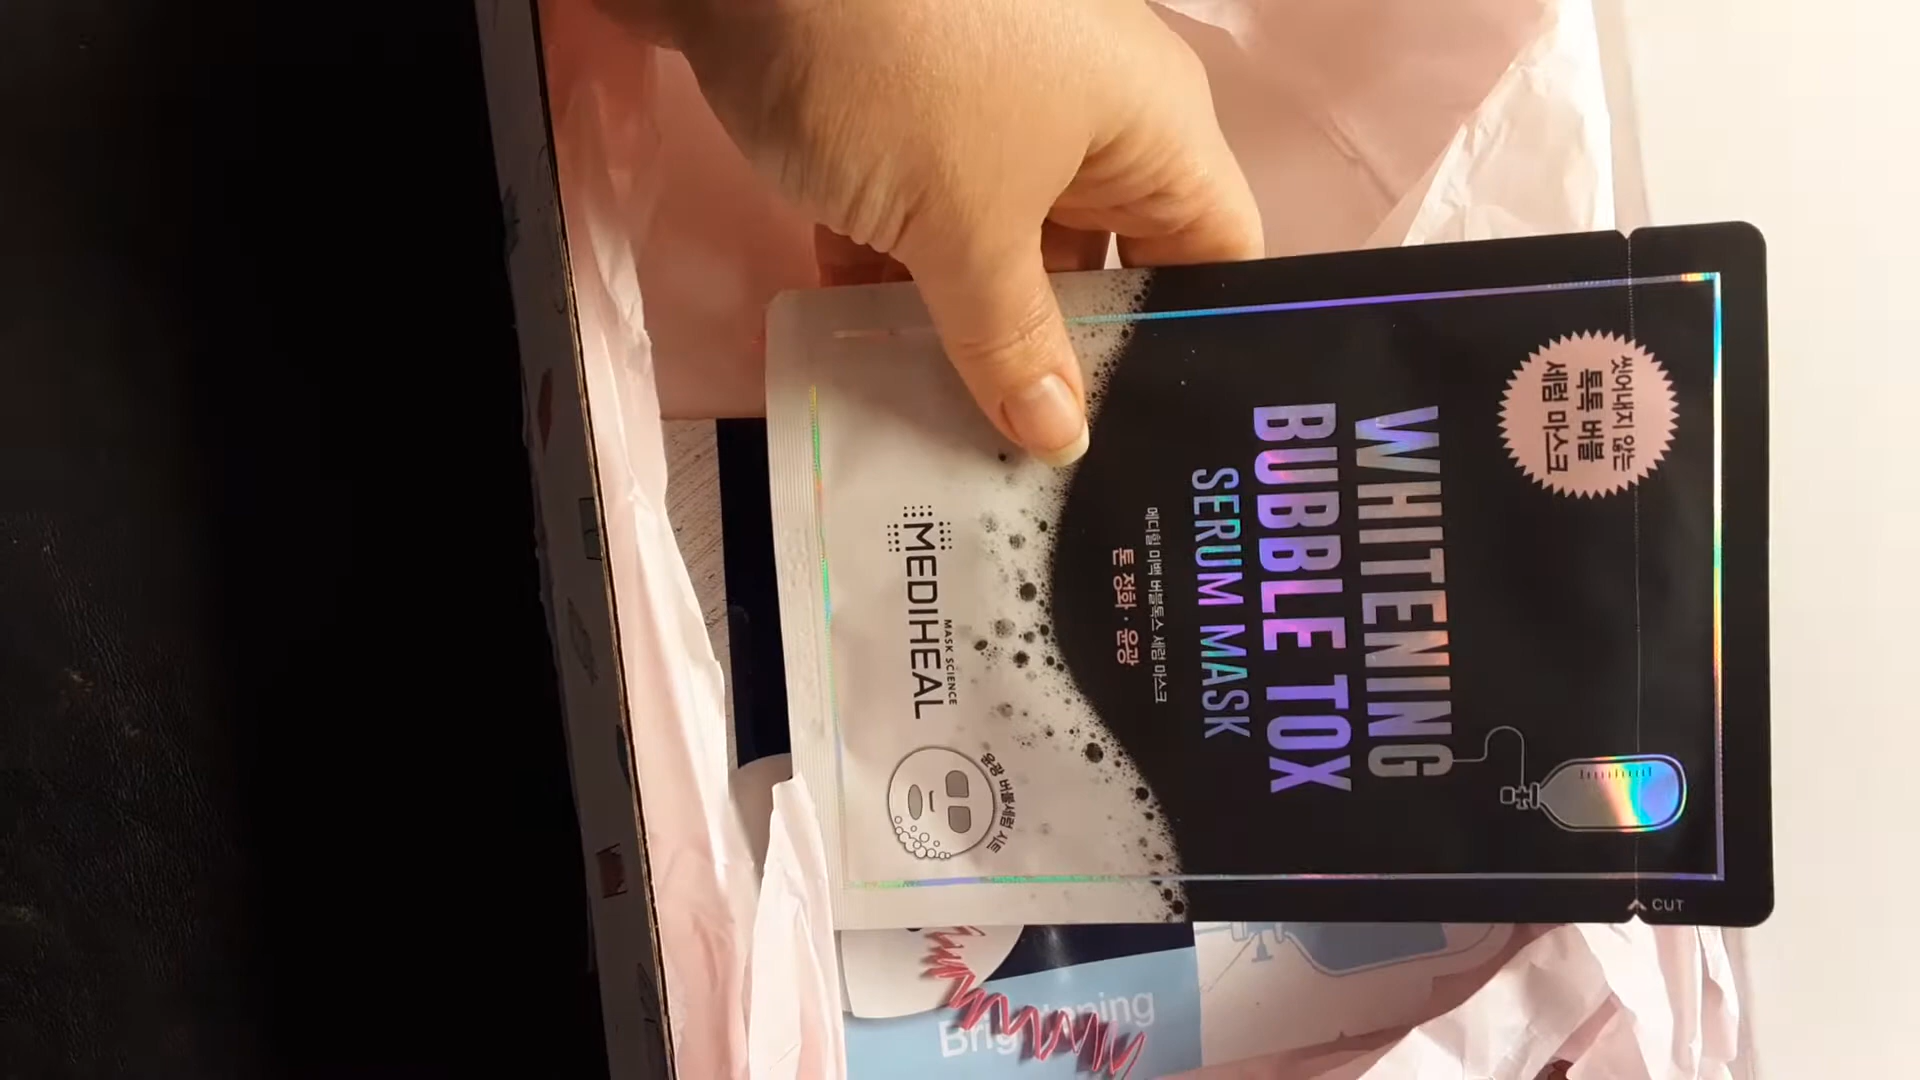 씻어내지 않는
톡톡 버블
세럼 마스크
WHITENING
BUBBLE TOX
SERUM MASK
메디힐 미백 버블톡스 세럼 마스크
톤 정화 · 윤광
MASK SCIENCE
MEDIHEAL
버블세럼 시트
CUT